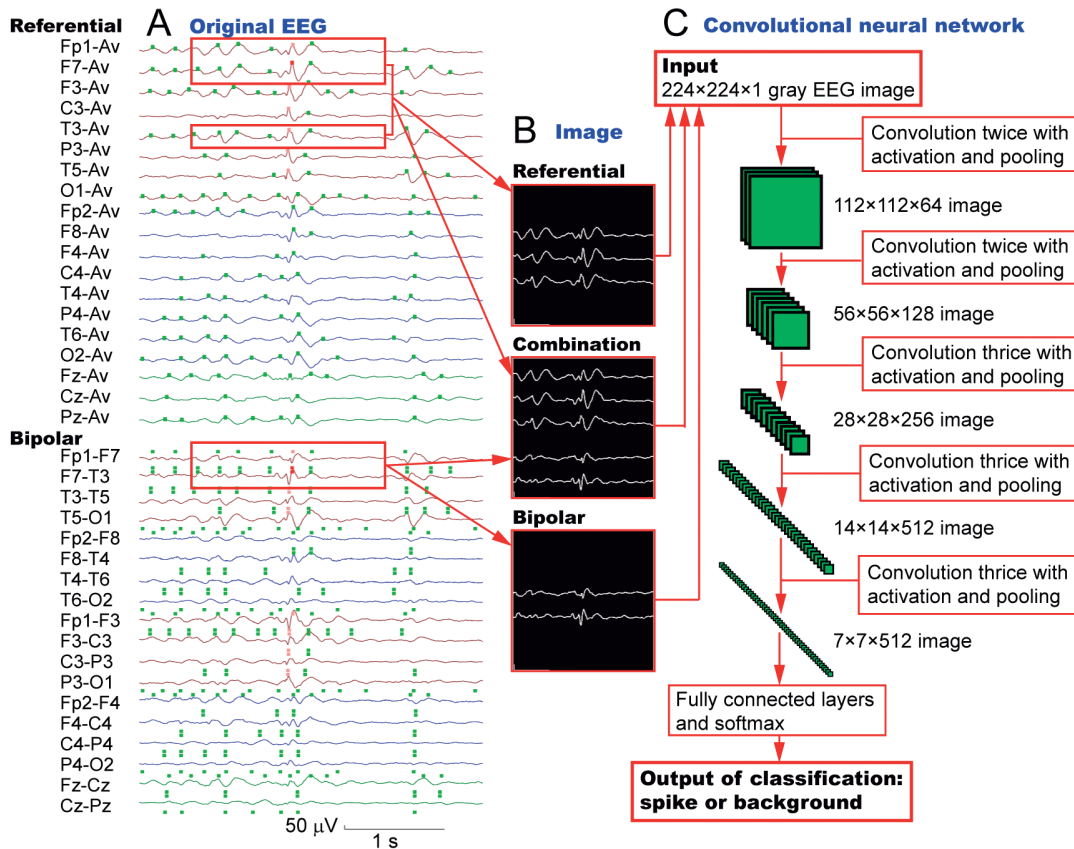 A Original EEG
Referential
Fp1-Av
F7-Av
F3-Av
C3-Av
T3-Av
P3-Av
T5-Av
O1-Av
Fp2-Av
F8-Av
F4-Av
C4-Av
T4-Av
P4-Av
T6-Av
O2-Av
Fz-Av
Cz-Av
Pz-Av
Bipolar
Fp1-F7
F7-T3
T3-T5
T5-O1
Fp2-F8
F8-T4
T4-T6
T6-O2
Fp1-F3
F3-C3
C3-P3
P3-O1
Fp2-F4
F4-C4
C4-P4
P4-O2
Fz-Cz
Cz-Pz
50 μV
1 s
B Image
Referential
Combination
Bipolar
C Convolutional neural network
Input
224×224×1 gray EEG image
Convolution twice with
activation and pooling
112×112×64 image
Convolution twice with
activation and pooling
56×56×128 image
Convolution thrice with
activation and pooling
28×28×256 image
Convolution thrice with
activation and pooling
14×14×512 image
Convolution thrice with
activation and pooling
7×7×512 image
Fully connected layers
and softmax
Output of classification:
spike or background